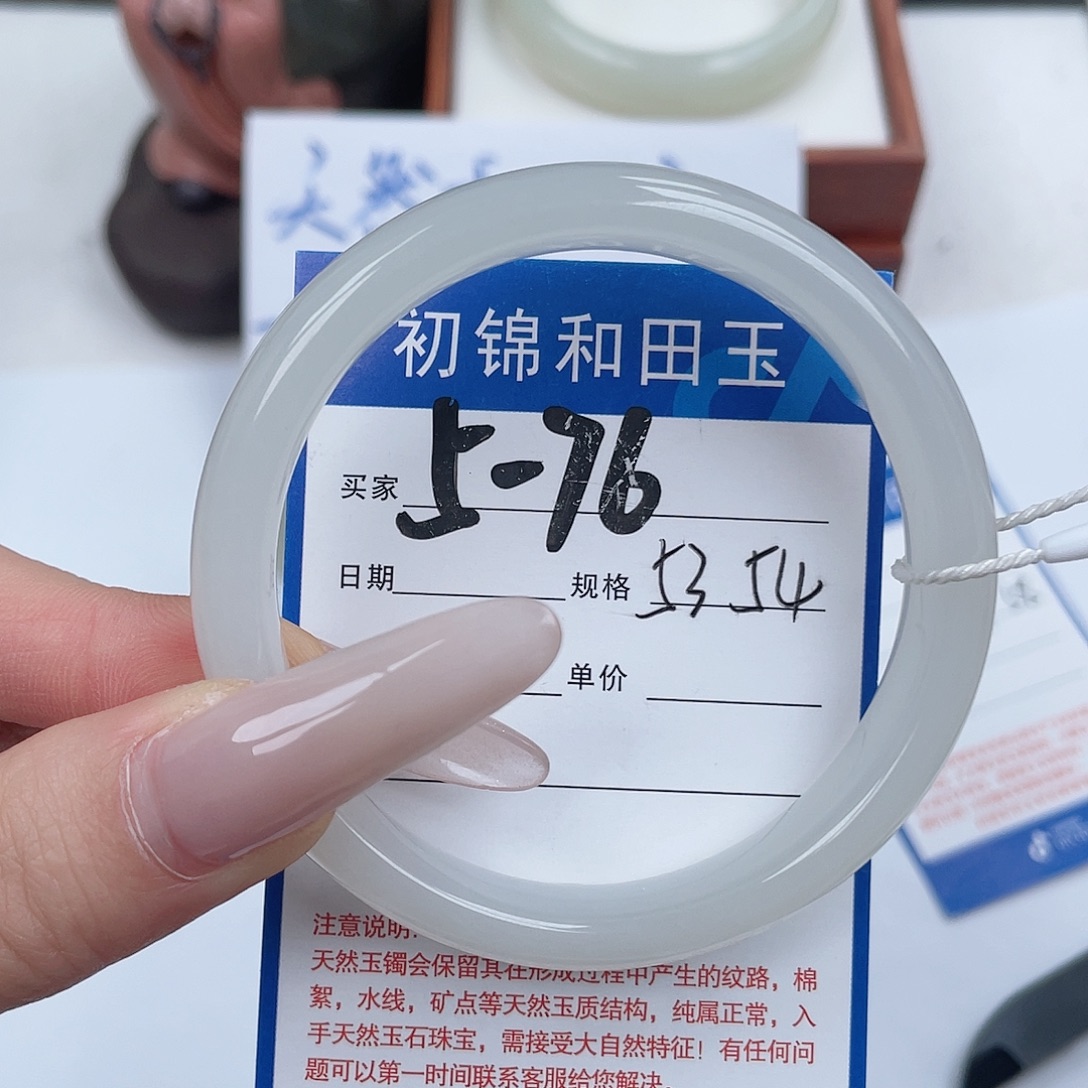 天然
初锦和田玉
买家 上-76
日期 规格 53 54
单价
注意说明:
天然玉镯会保留其在形成过程中产生的纹路，棉
絮，水线，矿点等天然玉质结构，纯属正常，入
手天然玉石珠宝，需接受大自然特征！有任何问
题可以第一时间联系客服给您解决。